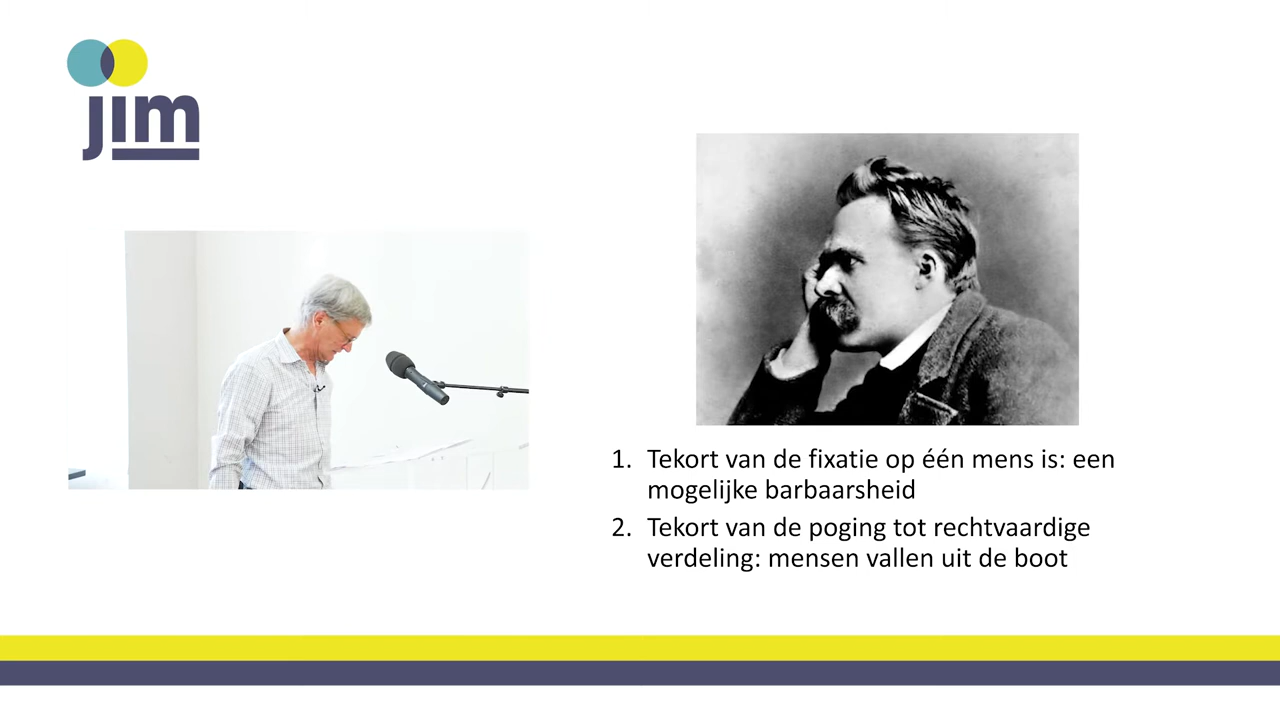 jim
1. Tekort van de fixatie op één mens is: een
mogelijke barbaarsheid
2. Tekort van de poging tot rechtvaardige
verdeling: mensen vallen uit de boot